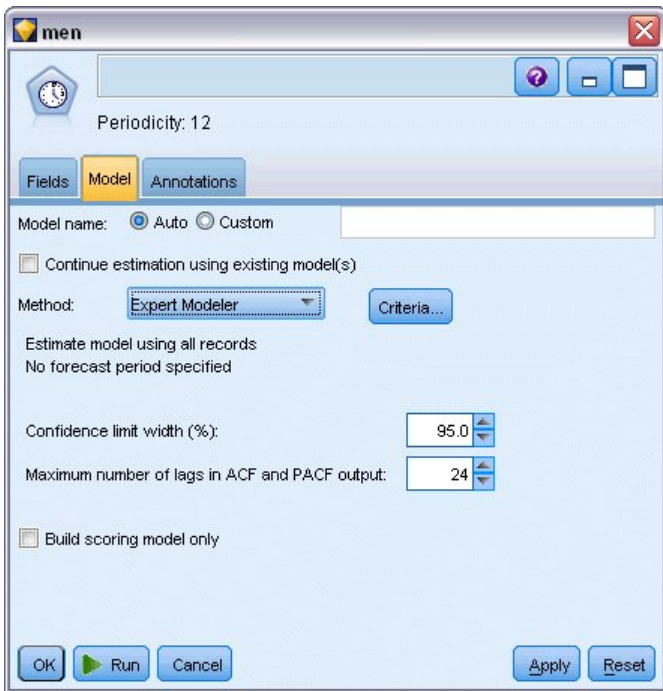 men
Periodicity: 12
Fields Model Annotations
Model name: Auto Custom
Continue estimation using existing model(s)
Method: Expert Modeler Criteria...
Estimate model using all records
No forecast period specified
Confidence limit width (%): 95.0
Maximum number of lags in ACF and PACF output: 24
Build scoring model only
OK Run Cancel Apply Reset